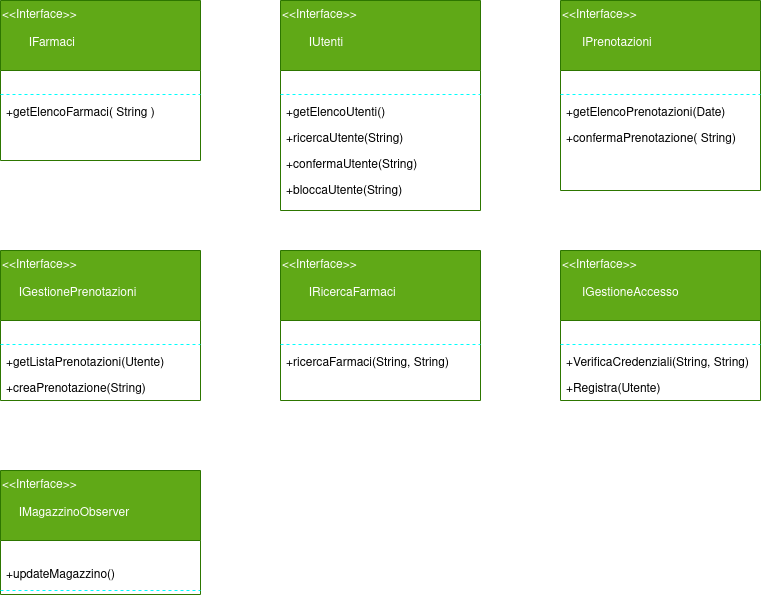 <<Interface>>
IFarmaci
+getElencoFarmaci( String )
<<Interface>>
IUtenti
+getElencoUtenti()
+ricercaUtente(String)
+confermaUtente(String)
+bloccaUtente(String)
<<Interface>>
IPrenotazioni
+getElencoPrenotazioni(Date)
+confermaPrenotazione( String)
<<Interface>>
IGestionePrenotazioni
+getListaPrenotazioni(Utente)
+creaPrenotazione(String)
<<Interface>>
IRicercaFarmaci
+ricercaFarmaci(String, String)
<<Interface>>
IGestioneAccesso
+VerificaCredenziali(String, String)
+Registra(Utente)
<<Interface>>
IMagazzinoObserver
+updateMagazzino()